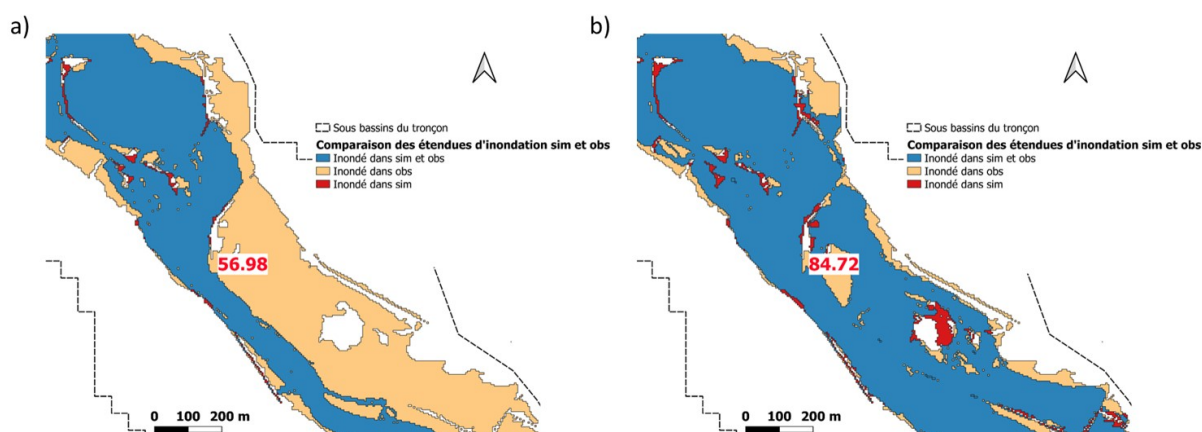 a)
Sous bassins du tronçon
Comparaison des étendues d'inondation sim et obs
Inondé dans sim et obs
Inondé dans obs
Inondé dans sim
56.98
0 100 200 m
b)
Sous bassins du tronçon
Comparaison des étendues d'inondation sim et obs
Inondé dans sim et obs
Inondé dans obs
Inondé dans sim
84.72
0 100 200 m